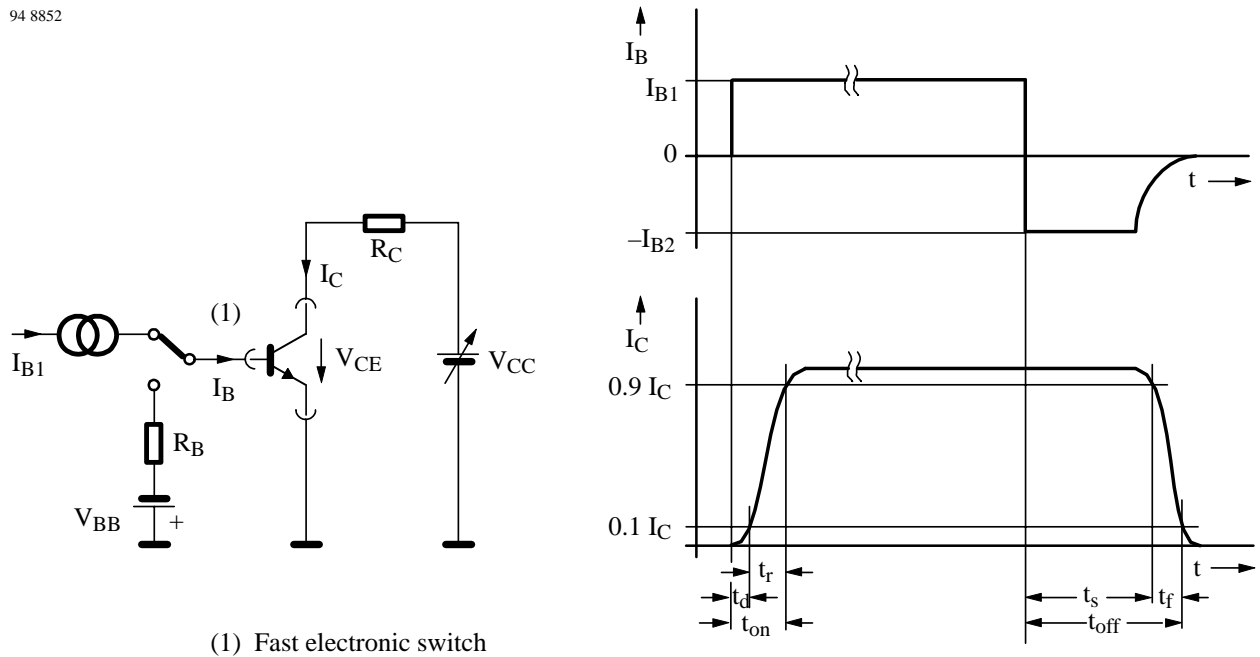 94 8852
I_B
I_B1
0
t
–I_B2
R_C
I_C
(1)
I_B1
I_B
V_CE
V_CC
R_B
V_BB
+
I_C
0.9 I_C
0.1 I_C
t
t_r
t_d
t_s
t_f
t_on
t_off
(1) Fast electronic switch